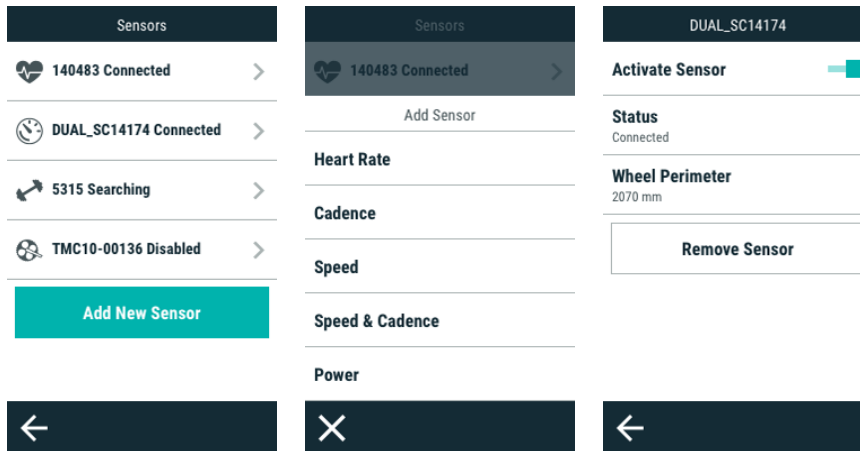 Sensors
140483 Connected
DUAL_SC14174 Connected
5315 Searching
TMC10-00136 Disabled
Add New Sensor
Sensors
140483 Connected
Add Sensor
Heart Rate
Cadence
Speed
Speed & Cadence
Power
DUAL_SC14174
Activate Sensor
Status
Connected
Wheel Perimeter
2070 mm
Remove Sensor